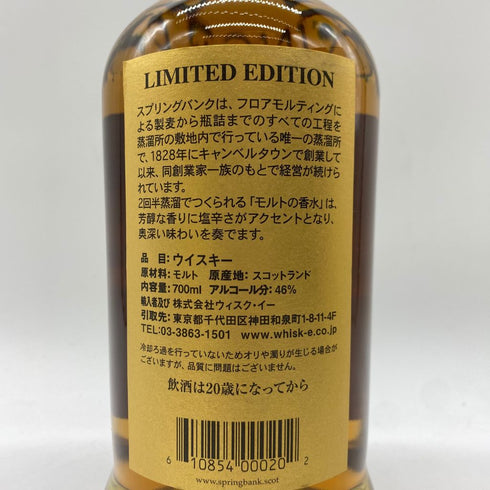 LIMITED EDITION
スプリングバンクは、フロアモルティングに
よる製麦から瓶詰までのすべての工程を
蒸溜所の敷地内で行っている唯一の蒸溜
所で、1828年にキャンベルタウンで創業して
以来、同創業家一族のもとで経営が続けら
れています。
2回半蒸溜でつくられる「モルトの香水」は、
芳醇な香りに塩辛さがアクセントとなり、
奥深い味わいを奏でます。
品 目：ウイスキー
原材料：モルト 原産地：スコットランド
内容量：700ml アルコール分：46%
輸入者及び 株式会社ウィスク・イー
引取先：東京都千代田区神田和泉町1-8-11-4F
TEL:03-3863-1501 www.whisk-e.co.jp
冷却ろ過を行っていないためオリや濁りが生じる場合が
ございますが、品質に問題はございません。
飲酒は20歳になってから
6 10854 00020 2
www.springbank.scot